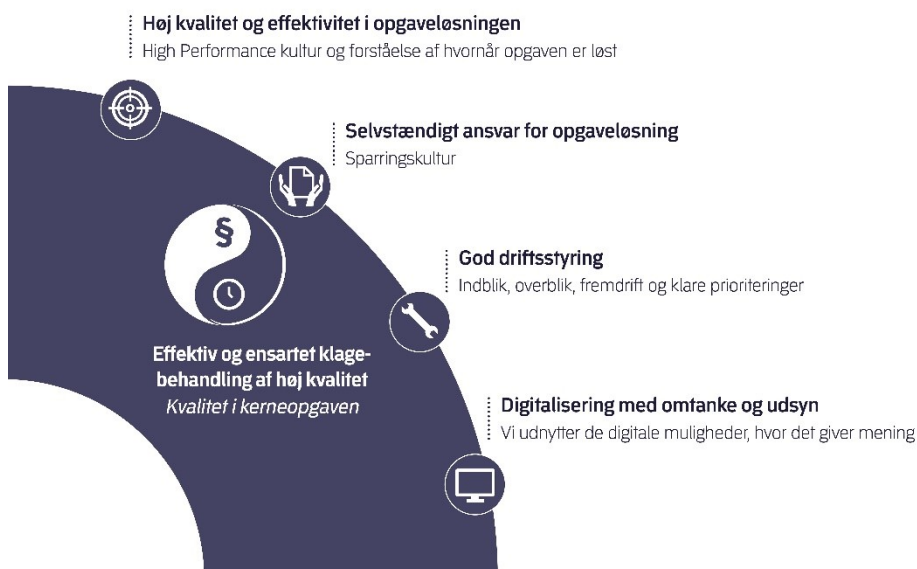 Høj kvalitet og effektivitet i opgaveløsningen
High Performance kultur og forståelse af hvornår opgaven er løst
Selvstændigt ansvar for opgaveløsning
Sparringskultur
§
God driftsstyring
Indblik, overblik, fremdrift og klare prioriteringer
Effektiv og ensartet klage-
behandling af høj kvalitet
Kvalitet i kerneopgaven
Digitalisering med omtanke og udsyn
Vi udnytter de digitale muligheder, hvor det giver mening